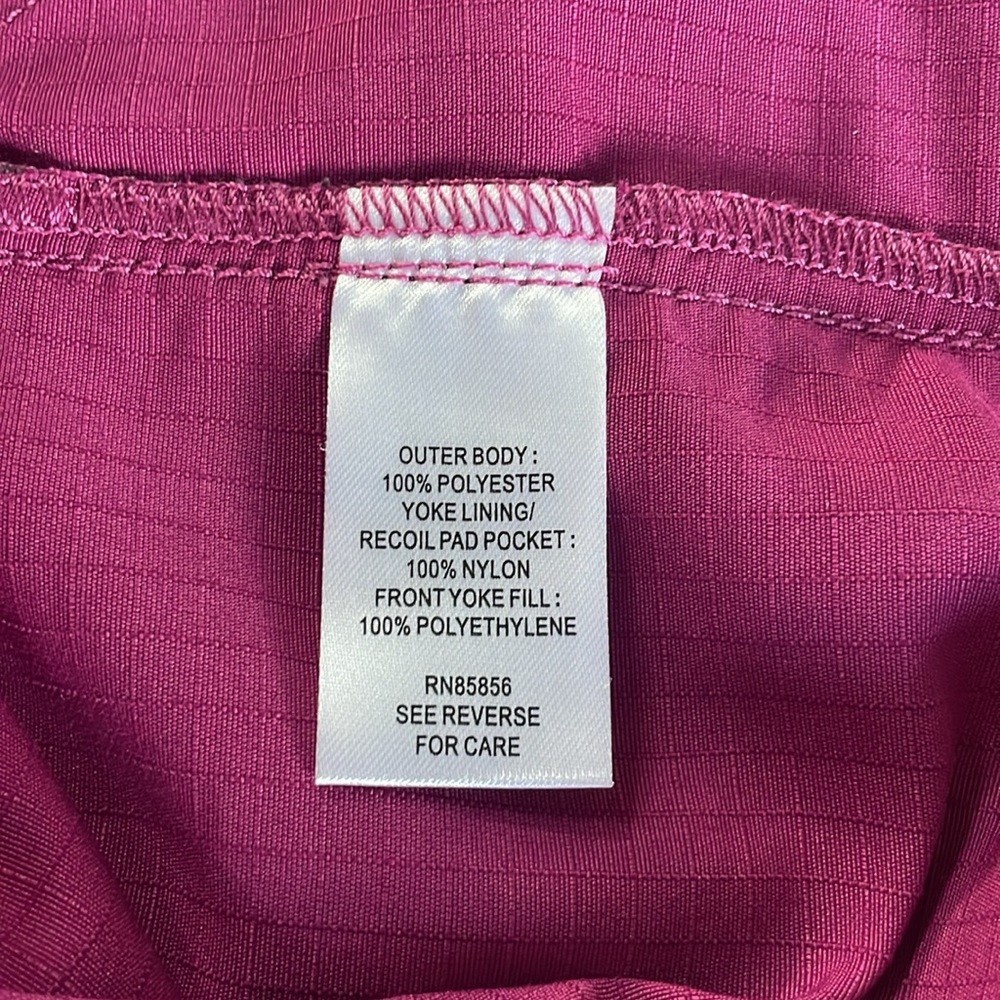 OUTER BODY :
100% POLYESTER
YOKE LINING/
RECOIL PAD POCKET :
100% NYLON
FRONT YOKE FILL :
100% POLYETHYLENE
RN85856
SEE REVERSE
FOR CARE